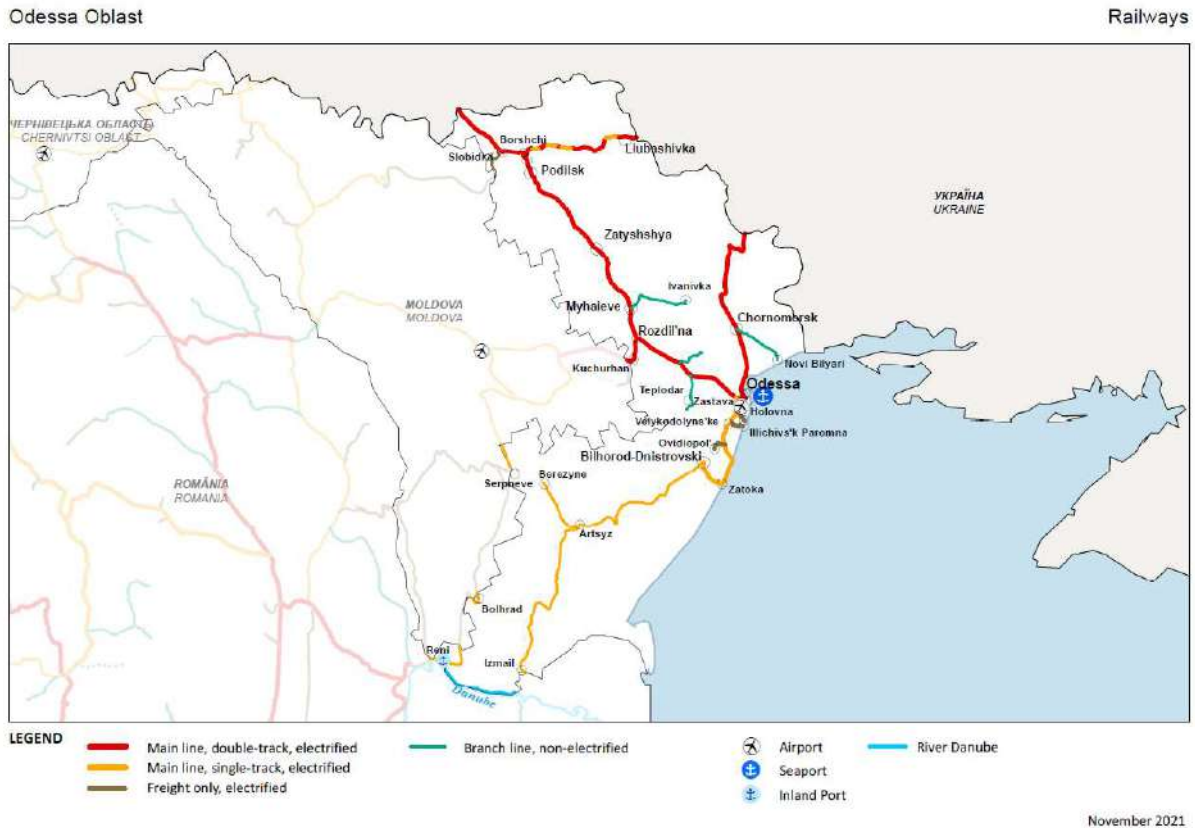 Odessa Oblast
Railways
ЧЕРНІВЕЦЬКА ОБЛАСТЬ
CHERNIVTSI OBLAST
Borshchi
Liubashivka
Slobidka
Podilsk
УКРАЇНА
UKRAINE
Zatyshshya
Ivanivka
MOLDOVA
MOLDOVA
Myhaieve
Chornomorsk
Rozdil'na
Kuchurhan
Novi Bilyari
Teplodar
Odessa
Zastava
Holovna
Velykodolyns'ke
Illichivs'k Paromna
Ovidiopol'
Bilhorod-Dnistrovski
Berezyne
Serpneve
ROMÂNIA
ROMANIA
Zatoka
Artsyz
Bolhrad
Reni
Izmail
Danube
LEGEND
Main line, double-track, electrified
Branch line, non-electrified
Airport
River Danube
Main line, single-track, electrified
Seaport
Freight only, electrified
Inland Port
November 2021